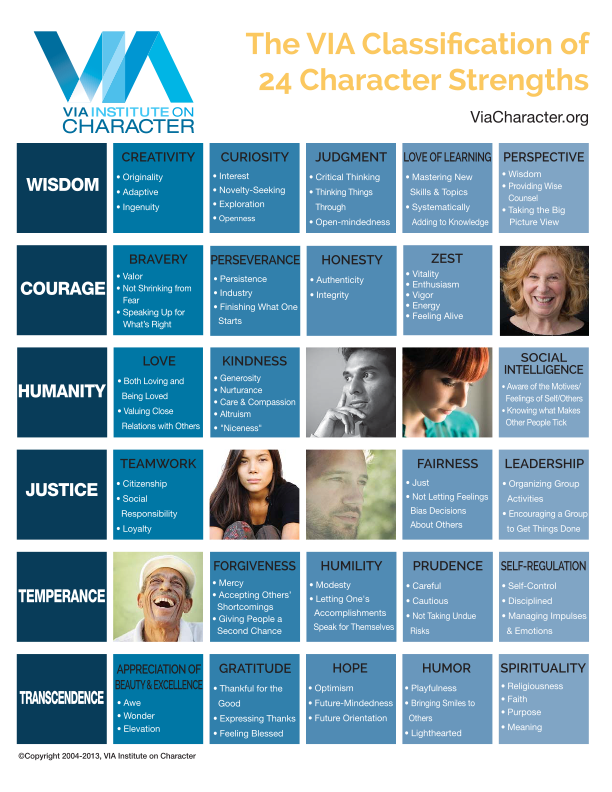 The VIA Classification of
24 Character Strengths
VIA
VIA INSTITUTE ON
CHARACTER
ViaCharacter.org
WISDOM
CREATIVITY
• Originality
• Adaptive
• Ingenuity
CURIOSITY
• Interest
• Novelty-Seeking
• Exploration
• Openness
JUDGMENT
• Critical Thinking
• Thinking Things
Through
• Open-mindedness
LOVE OF LEARNING
• Mastering New
Skills & Topics
• Systematically
Adding to Knowledge
PERSPECTIVE
• Wisdom
• Providing Wise
Counsel
• Taking the Big
Picture View
COURAGE
BRAVERY
• Valor
• Not Shrinking from
Fear
• Speaking Up for
What's Right
PERSEVERANCE
• Persistence
• Industry
• Finishing What One
Starts
HONESTY
• Authenticity
• Integrity
ZEST
• Vitality
• Enthusiasm
• Vigor
• Energy
• Feeling Alive
HUMANITY
LOVE
• Both Loving and
Being Loved
• Valuing Close
Relations with Others
KINDNESS
• Generosity
• Nurturance
• Care & Compassion
• Altruism
• "Niceness"
SOCIAL
INTELLIGENCE
• Aware of the Motives/
Feelings of Self/Others
• Knowing what Makes
Other People Tick
JUSTICE
TEAMWORK
• Citizenship
• Social
Responsibility
• Loyalty
FAIRNESS
• Just
• Not Letting Feelings
Bias Decisions
About Others
LEADERSHIP
• Organizing Group
Activities
• Encouraging a Group
to Get Things Done
TEMPERANCE
FORGIVENESS
• Mercy
• Accepting Others'
Shortcomings
• Giving People a
Second Chance
HUMILITY
• Modesty
• Letting One's
Accomplishments
Speak for Themselves
PRUDENCE
• Careful
• Cautious
• Not Taking Undue
Risks
SELF-REGULATION
• Self-Control
• Disciplined
• Managing Impulses
& Emotions
TRANSCENDENCE
APPRECIATION OF
BEAUTY & EXCELLENCE
• Awe
• Wonder
• Elevation
GRATITUDE
• Thankful for the
Good
• Expressing Thanks
• Feeling Blessed
HOPE
• Optimism
• Future-Mindedness
• Future Orientation
HUMOR
• Playfulness
• Bringing Smiles to
Others
• Lighthearted
SPIRITUALITY
• Religiousness
• Faith
• Purpose
• Meaning
©Copyright 2004-2013, VIA Institute on Character